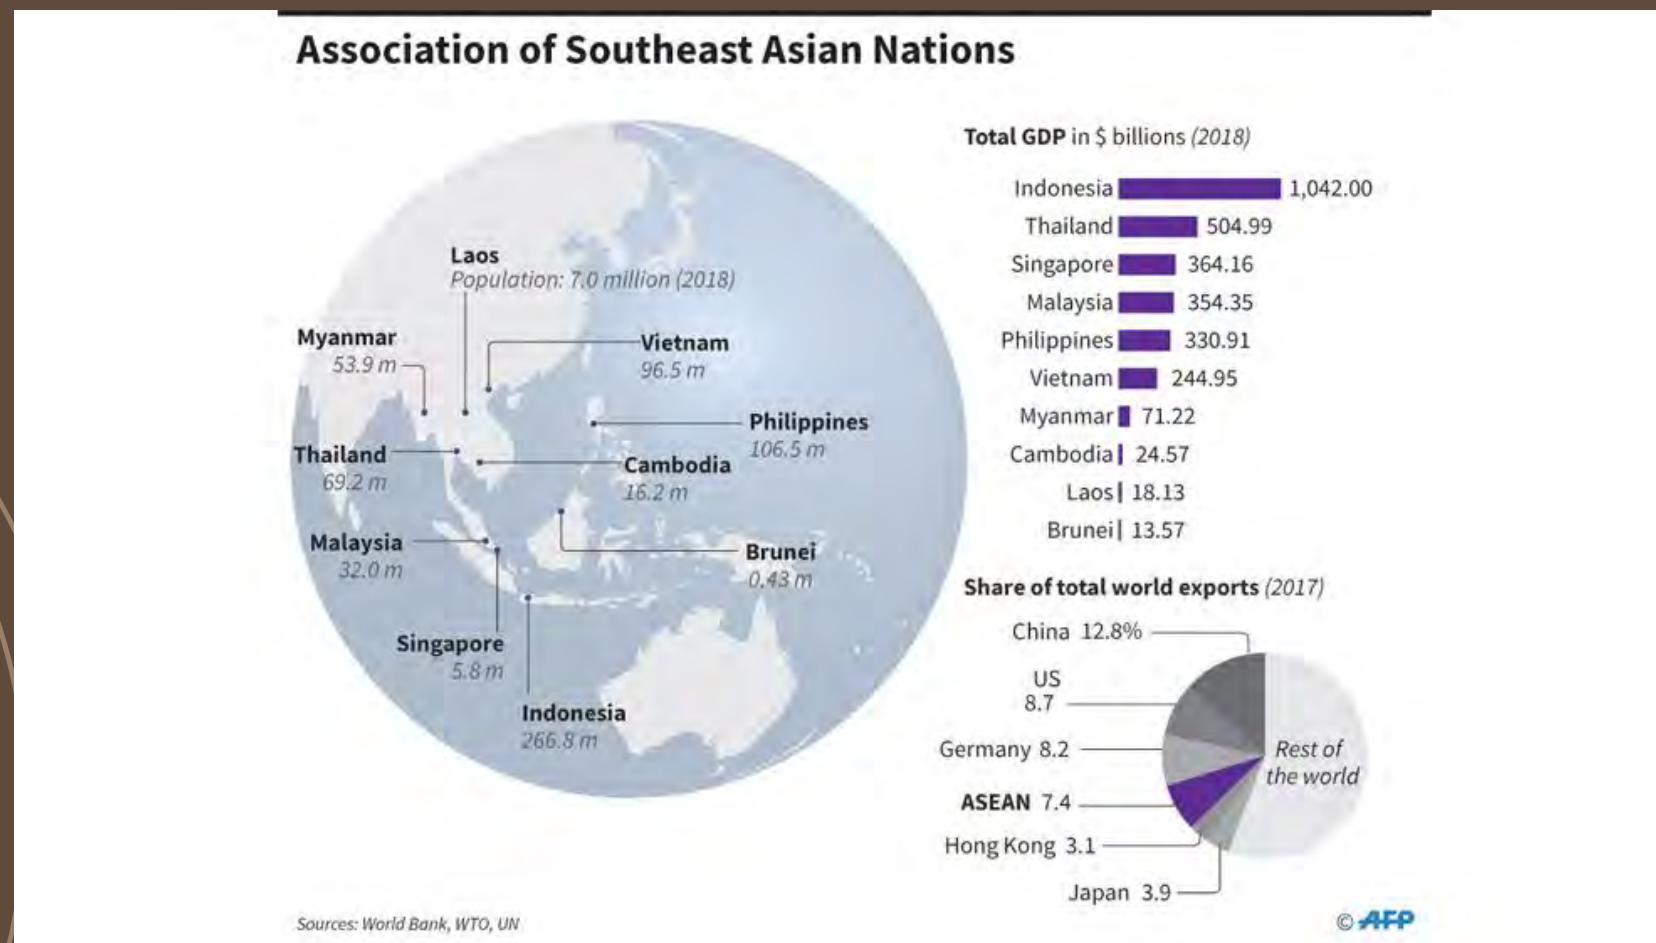 Association of Southeast Asian Nations
Laos
Population: 7.0 million (2018)
Myanmar
53.9 m
Vietnam
96.5 m
Philippines
106.5 m
Thailand
69.2 m
Cambodia
16.2 m
Malaysia
32.0 m
Brunei
0.43 m
Singapore
5.8 m
Indonesia
266.8 m
Total GDP in $ billions (2018)
Indonesia 1,042.00
Thailand 504.99
Singapore 364.16
Malaysia 354.35
Philippines 330.91
Vietnam 244.95
Myanmar 71.22
Cambodia 24.57
Laos 18.13
Brunei 13.57
Share of total world exports (2017)
China 12.8%
US
8.7
Germany 8.2
ASEAN 7.4
Hong Kong 3.1
Japan 3.9
Rest of
the world
Sources: World Bank, WTO, UN
© AFP